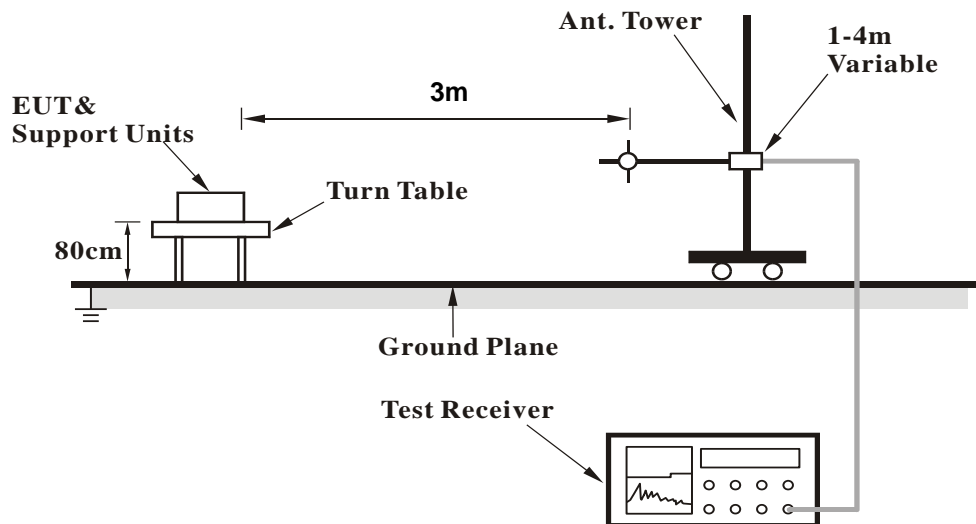 Ant. Tower
1-4m
Variable
3m
EUT&
Support Units
Turn Table
80cm
Ground Plane
Test Receiver